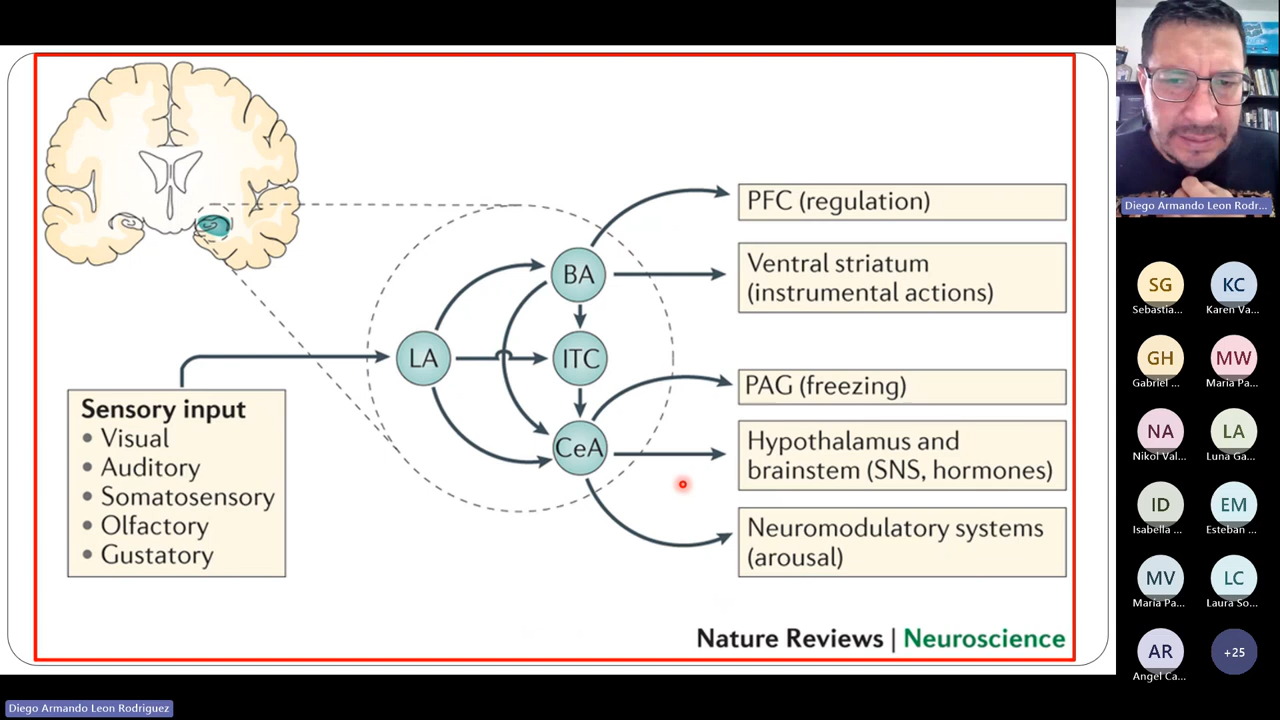 PFC (regulation)
BA
Ventral striatum
(instrumental actions)
LA
ITC
PAG (freezing)
Sensory input
• Visual
• Auditory
• Somatosensory
• Olfactory
• Gustatory
CeA
Hypothalamus and
brainstem (SNS, hormones)
Neuromodulatory systems
(arousal)
Nature Reviews | Neuroscience
Diego Armando Leon Rodriguez
Diego Armando Leon Rodr...
SG
KC
Sebastia...
Karen Va...
GH
MW
Gabriel ...
Maria Pa...
NA
LA
Nikol Val...
Luna Ga...
ID
EM
Isabella ...
Esteban ...
MV
LC
Maria Pa...
Laura So...
AR
+25
Angel Ca...